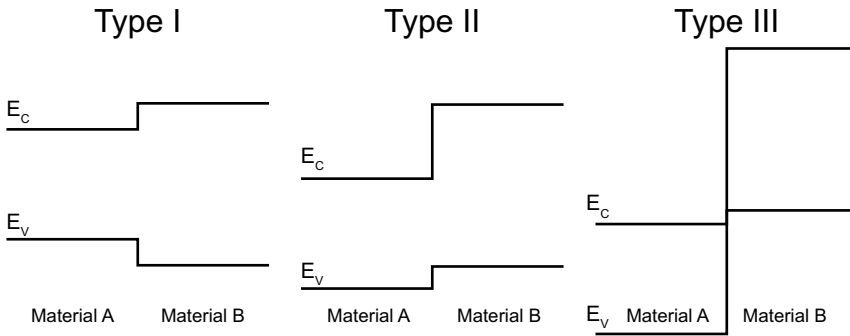 Type I
E_C
E_V
Material A Material B
Type II
E_C
E_V
Material A Material B
Type III
E_C
E_V
Material A Material B